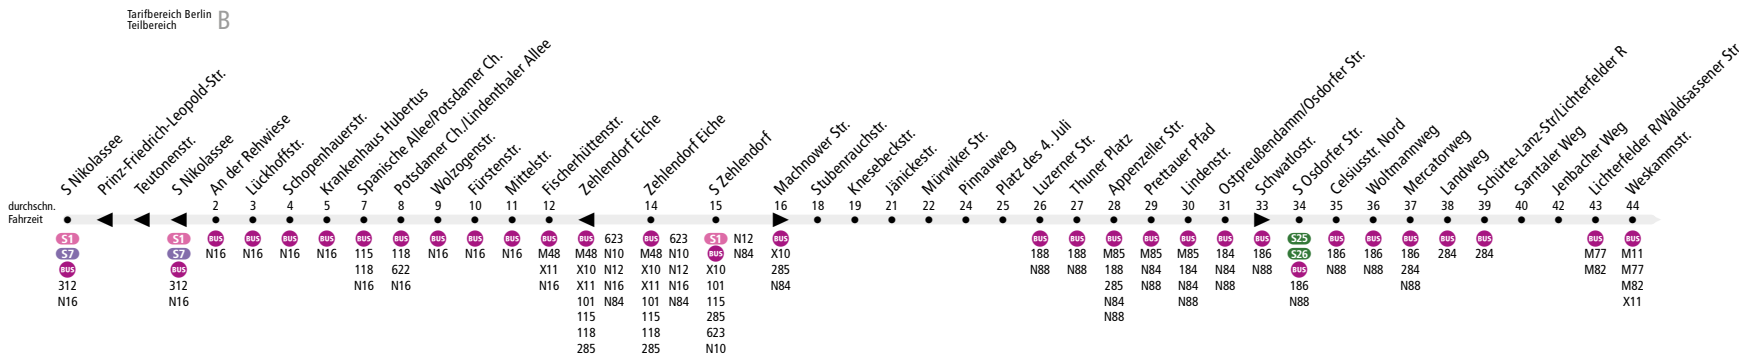 Tarifbereich Berlin B
Teilbereich
S Nikolassee
Prinz-Friedrich-Leopold-Str.
Teutonenstr.
S Nikolassee
An der Rehwiese
Lückhoffstr.
Schopenhauerstr.
Krankenhaus Hubertus
Spanische Allee/Potsdamer Ch.
Potsdamer Ch./Lindenthaler Allee
Wolzogenstr.
Fürstenstr.
Mittelstr.
Fischerhüttenstr.
Zehlendorf Eiche
Zehlendorf Eiche
S Zehlendorf
Machnower Str.
Stubenrauchstr.
Knesebeckstr.
Jänickestr.
Mürwiker Str.
Pinnauweg
Platz des 4. Juli
Luzerner Str.
Thuner Platz
Appenzeller Str.
Prettauer Pfad
Lindenstr.
Ostpreußendamm/Osdorfer Str.
Schwatlostr.
S Osdorfer Str.
Celsiusstr. Nord
Woltmannweg
Mercatorweg
Landweg
Schütte-Lanz-Str/Lichterfelder R
Sarntaler Weg
Jenbacher Weg
Lichterfelder R/Waldsassener Str
Weskammstr.
durchschn. 2 3 4 5 7 8 9 10 11 12 14 15 16 18 19 21 22 24 25 26 27 28 29 30 31 33 34 35 36 37 38 39 40 42 43 44
Fahrzeit
S1 S1 BUS BUS BUS BUS BUS BUS BUS BUS BUS BUS BUS 623 BUS 623 S1 N12 BUS BUS BUS BUS BUS BUS BUS BUS S25 BUS BUS BUS BUS BUS BUS BUS
S7 S7 N16 N16 N16 N16 115 118 N16 N16 N16 M48 M48 N10 M48 N10 BUS N84 X10 188 188 M85 M85 M85 184 186 S26 186 186 186 284 284 M77 M11
BUS BUS 118 622 X11 X10 N12 X10 N12 X10 285 N88 N88 188 N84 184 N84 N88 BUS N88 N88 284 M82 M77
312 312 N16 N16 N16 X11 N16 X11 N16 101 N84 285 N88 N84 N88 186 N88 M82
N16 N16 101 N84 101 N84 115 N84 N88 N88 X11
115 115 285 N88
118 118 623
285 285 N10